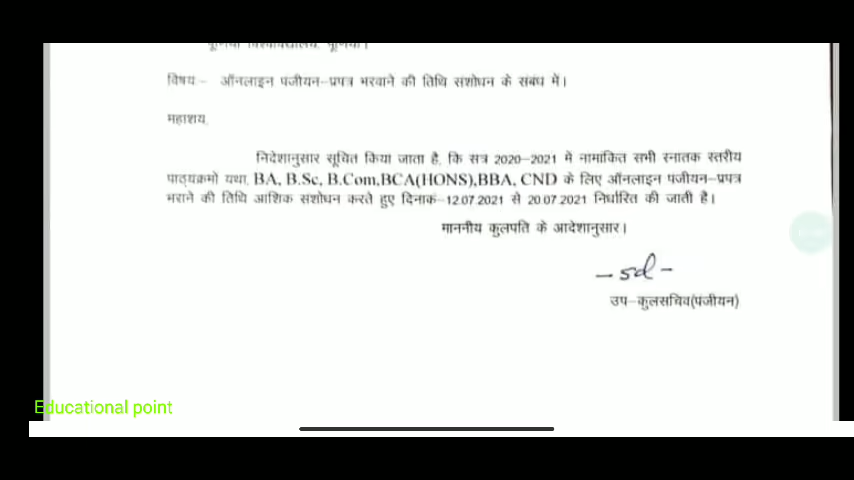 पूर्णिया विश्वविद्यालय, पूर्णिया।
विषय:- ऑनलाइन पंजीयन-प्रपत्र भरवाने की तिथि संशोधन के संबंध में।
महाशय,
निदेशानुसार सूचित किया जाता है, कि सत्र 2020-2021 में नामांकित सभी स्नातक स्तरीय
पाठ्यक्रमों यथा, BA, B.Sc, B.Com,BCA(HONS),BBA, CND के लिए ऑनलाइन पंजीयन-प्रपत्र
भराने की तिथि आंशिक संशोधन करते हुए दिनांक-12.07.2021 से 20.07.2021 निर्धारित की जाती है।
माननीय कुलपति के आदेशानुसार।
-sd-
उप-कुलसचिव(पंजीयन)
Educational point